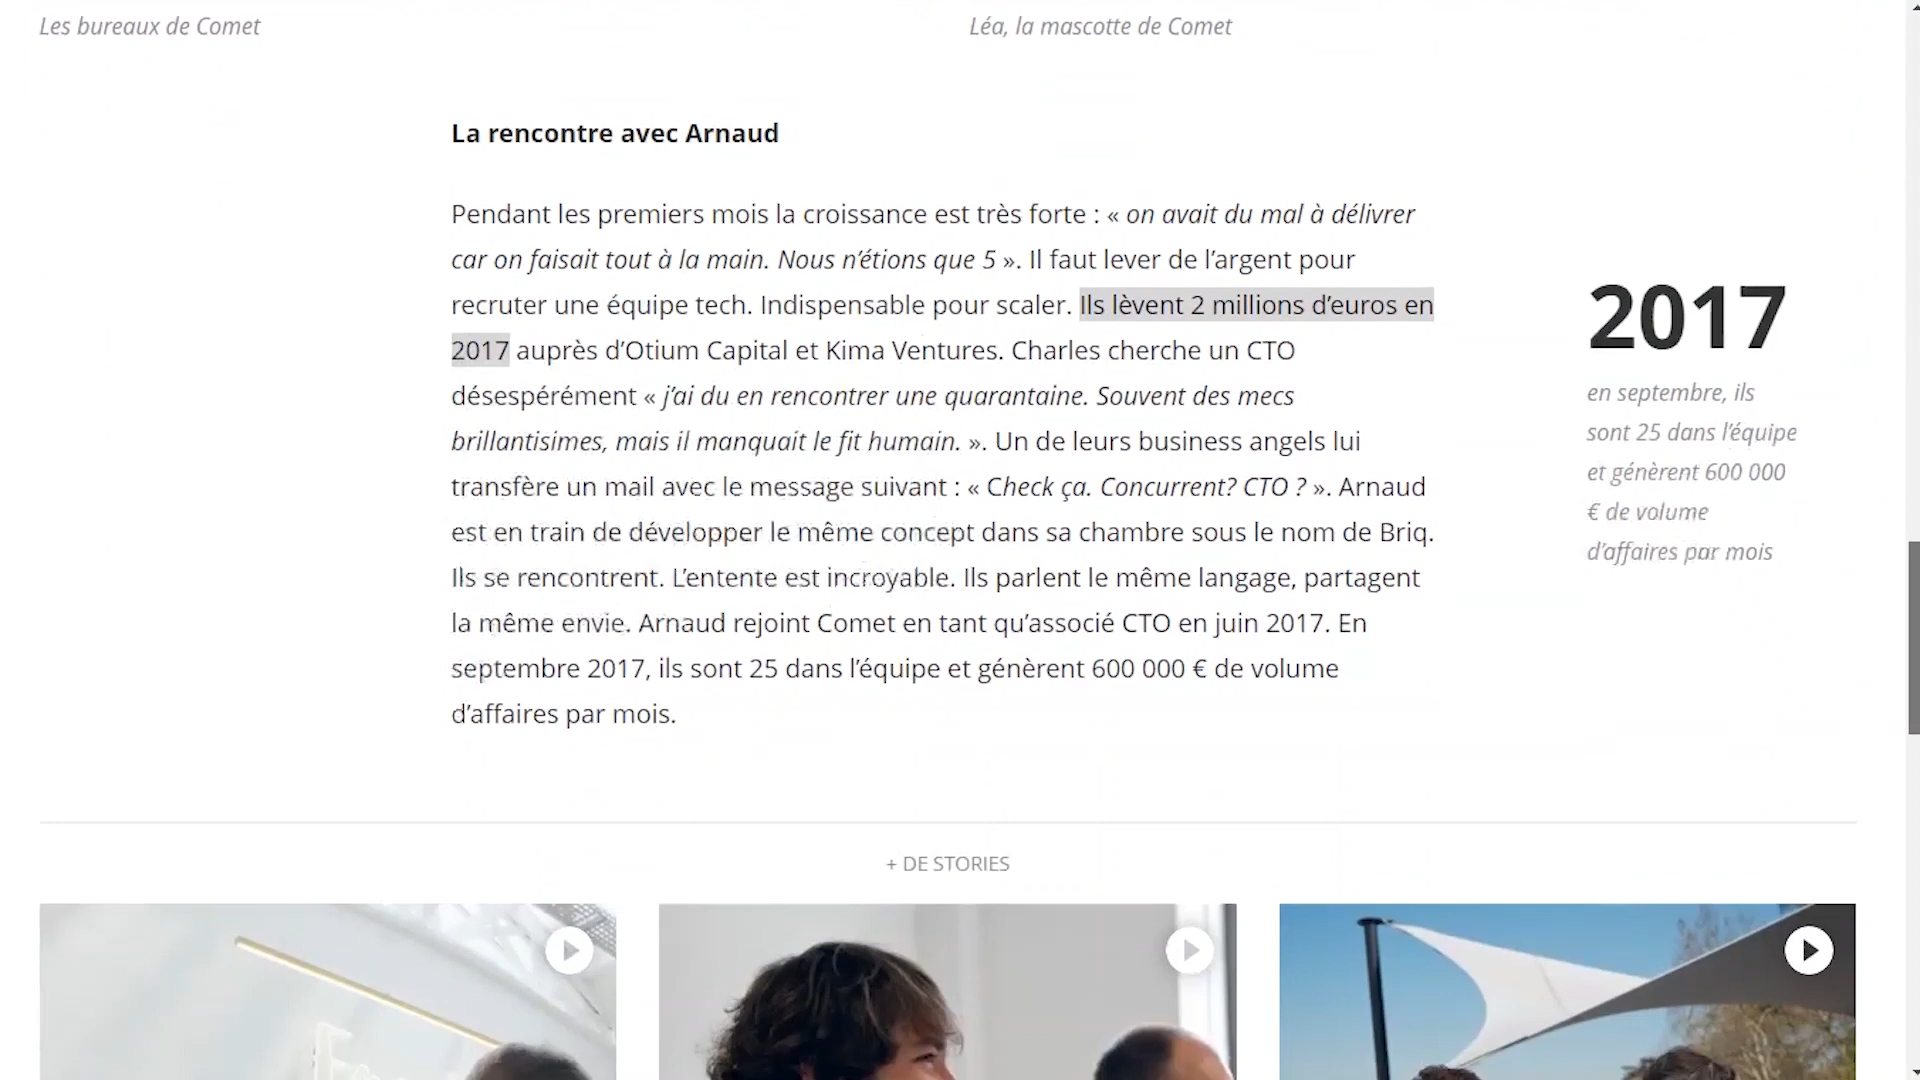 Les bureaux de Comet
Léa, la mascotte de Comet
La rencontre avec Arnaud
Pendant les premiers mois la croissance est très forte : « on avait du mal à délivrer
car on faisait tout à la main. Nous n’étions que 5 ». Il faut lever de l’argent pour
recruter une équipe tech. Indispensable pour scaler. Ils lèvent 2 millions d’euros en
2017 auprès d’Otium Capital et Kima Ventures. Charles cherche un CTO
désespérément « j’ai du en rencontrer une quarantaine. Souvent des mecs
brillantisimes, mais il manquait le fit humain. ». Un de leurs business angels lui
transfère un mail avec le message suivant : « Check ça. Concurrent? CTO ? ». Arnaud
est en train de développer le même concept dans sa chambre sous le nom de Briq.
Ils se rencontrent. L’entente est incroyable. Ils parlent le même langage, partagent
la même envie. Arnaud rejoint Comet en tant qu’associé CTO en juin 2017. En
septembre 2017, ils sont 25 dans l’équipe et génèrent 600 000 € de volume
d’affaires par mois.
2017
en septembre, ils
sont 25 dans l’équipe
et génèrent 600 000
€ de volume
d’affaires par mois
+ DE STORIES